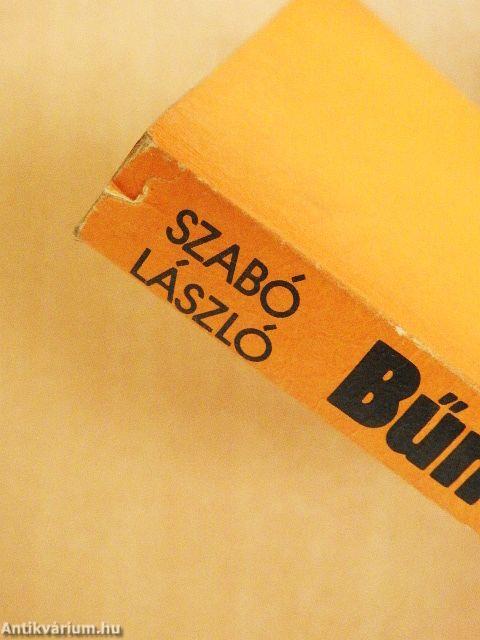 SZABÓ
LÁSZLÓ
Bűn
Antikvárium.hu